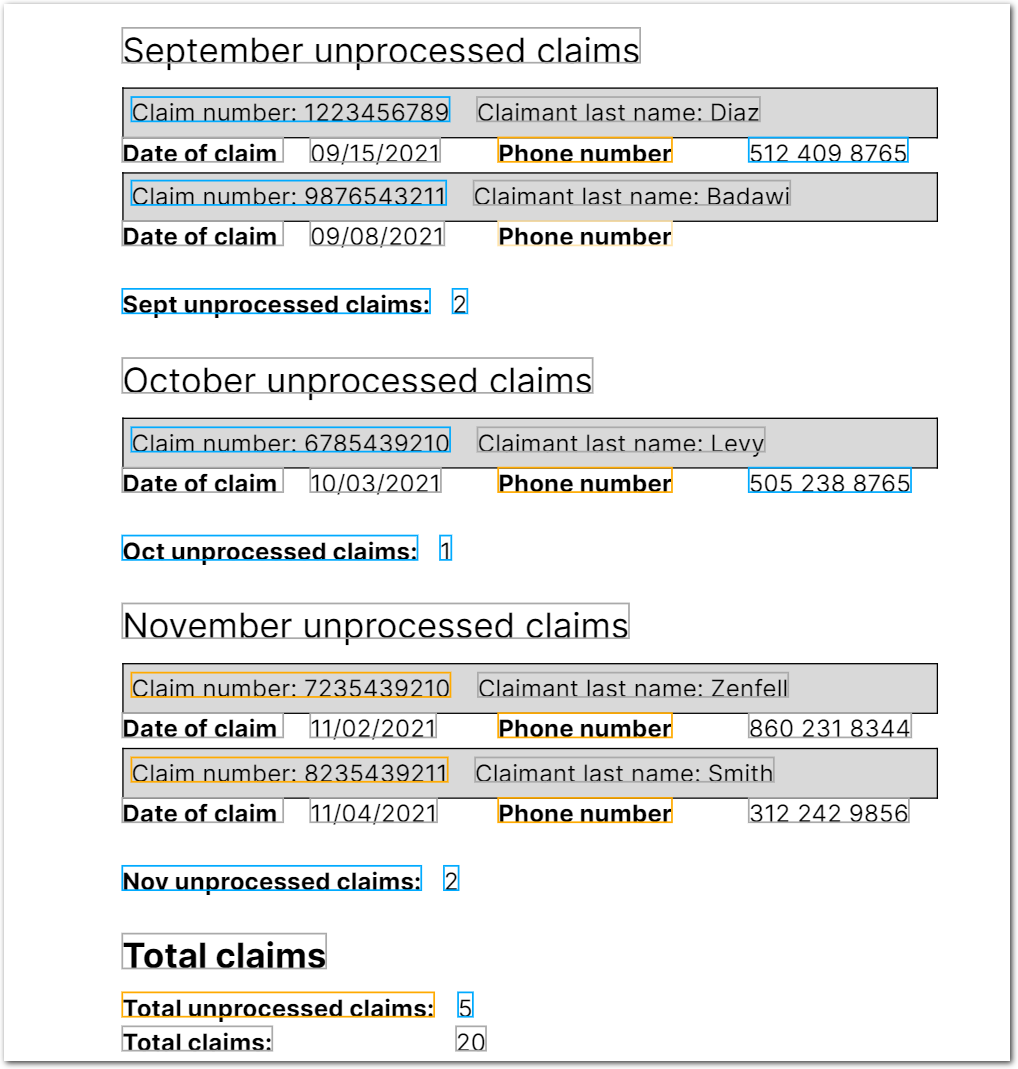 September unprocessed claims
Claim number: 1223456789 Claimant last name: Diaz
Date of claim 09/15/2021 Phone number 512 409 8765
Claim number: 9876543211 Claimant last name: Badawi
Date of claim 09/08/2021 Phone number
Sept unprocessed claims: 2
October unprocessed claims
Claim number: 6785439210 Claimant last name: Levy
Date of claim 10/03/2021 Phone number 505 238 8765
Oct unprocessed claims: 1
November unprocessed claims
Claim number: 7235439210 Claimant last name: Zenfell
Date of claim 11/02/2021 Phone number 860 231 8344
Claim number: 8235439211 Claimant last name: Smith
Date of claim 11/04/2021 Phone number 312 242 9856
Nov unprocessed claims: 2
Total claims
Total unprocessed claims: 5
Total claims: 20